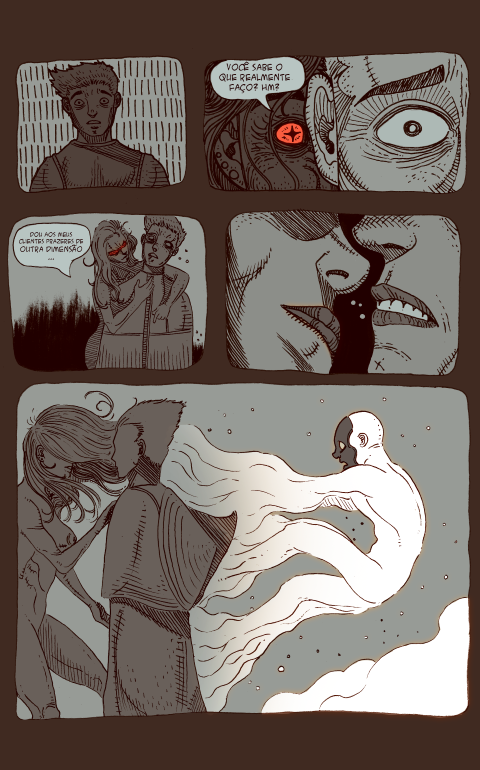 VOCÊ SABE O
QUE REALMENTE
FAÇO? HM?
DOU AOS MEUS
CLIENTES PRAZERES DE
OUTRA DIMENSÃO
...